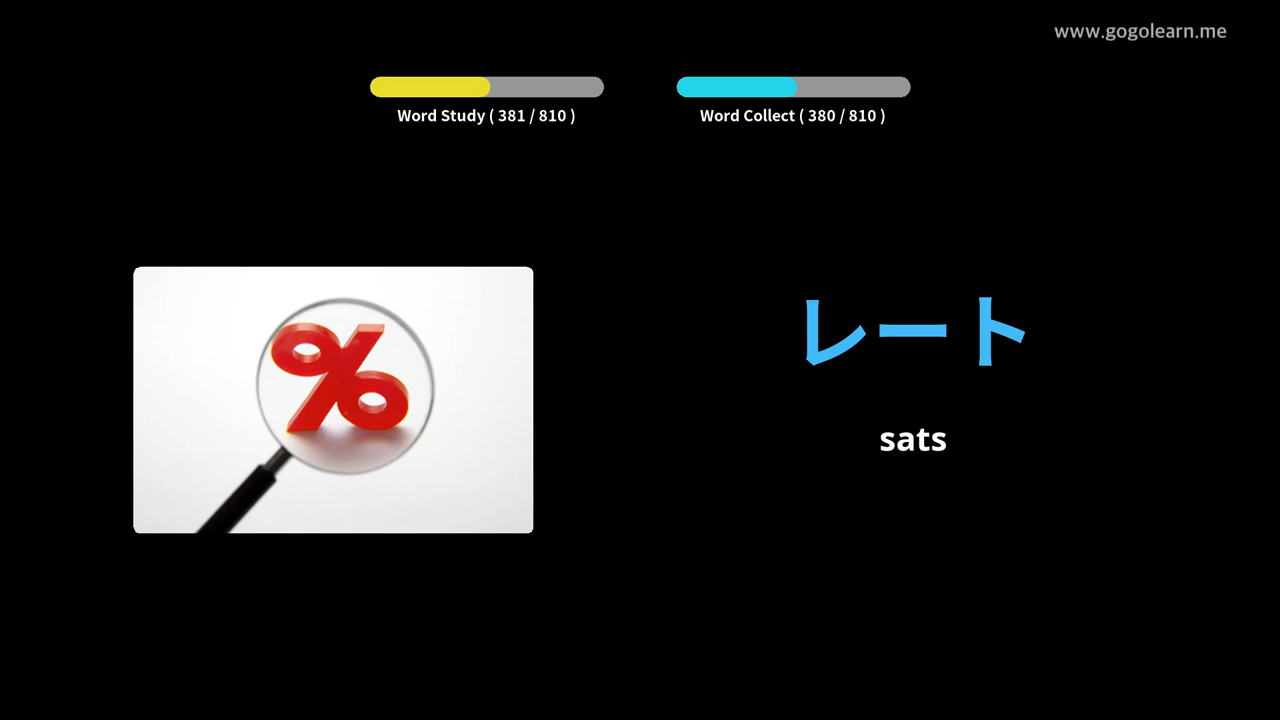 www.gogolearn.me
Word Study ( 381 / 810 )
Word Collect ( 380 / 810 )
%
レート
sats